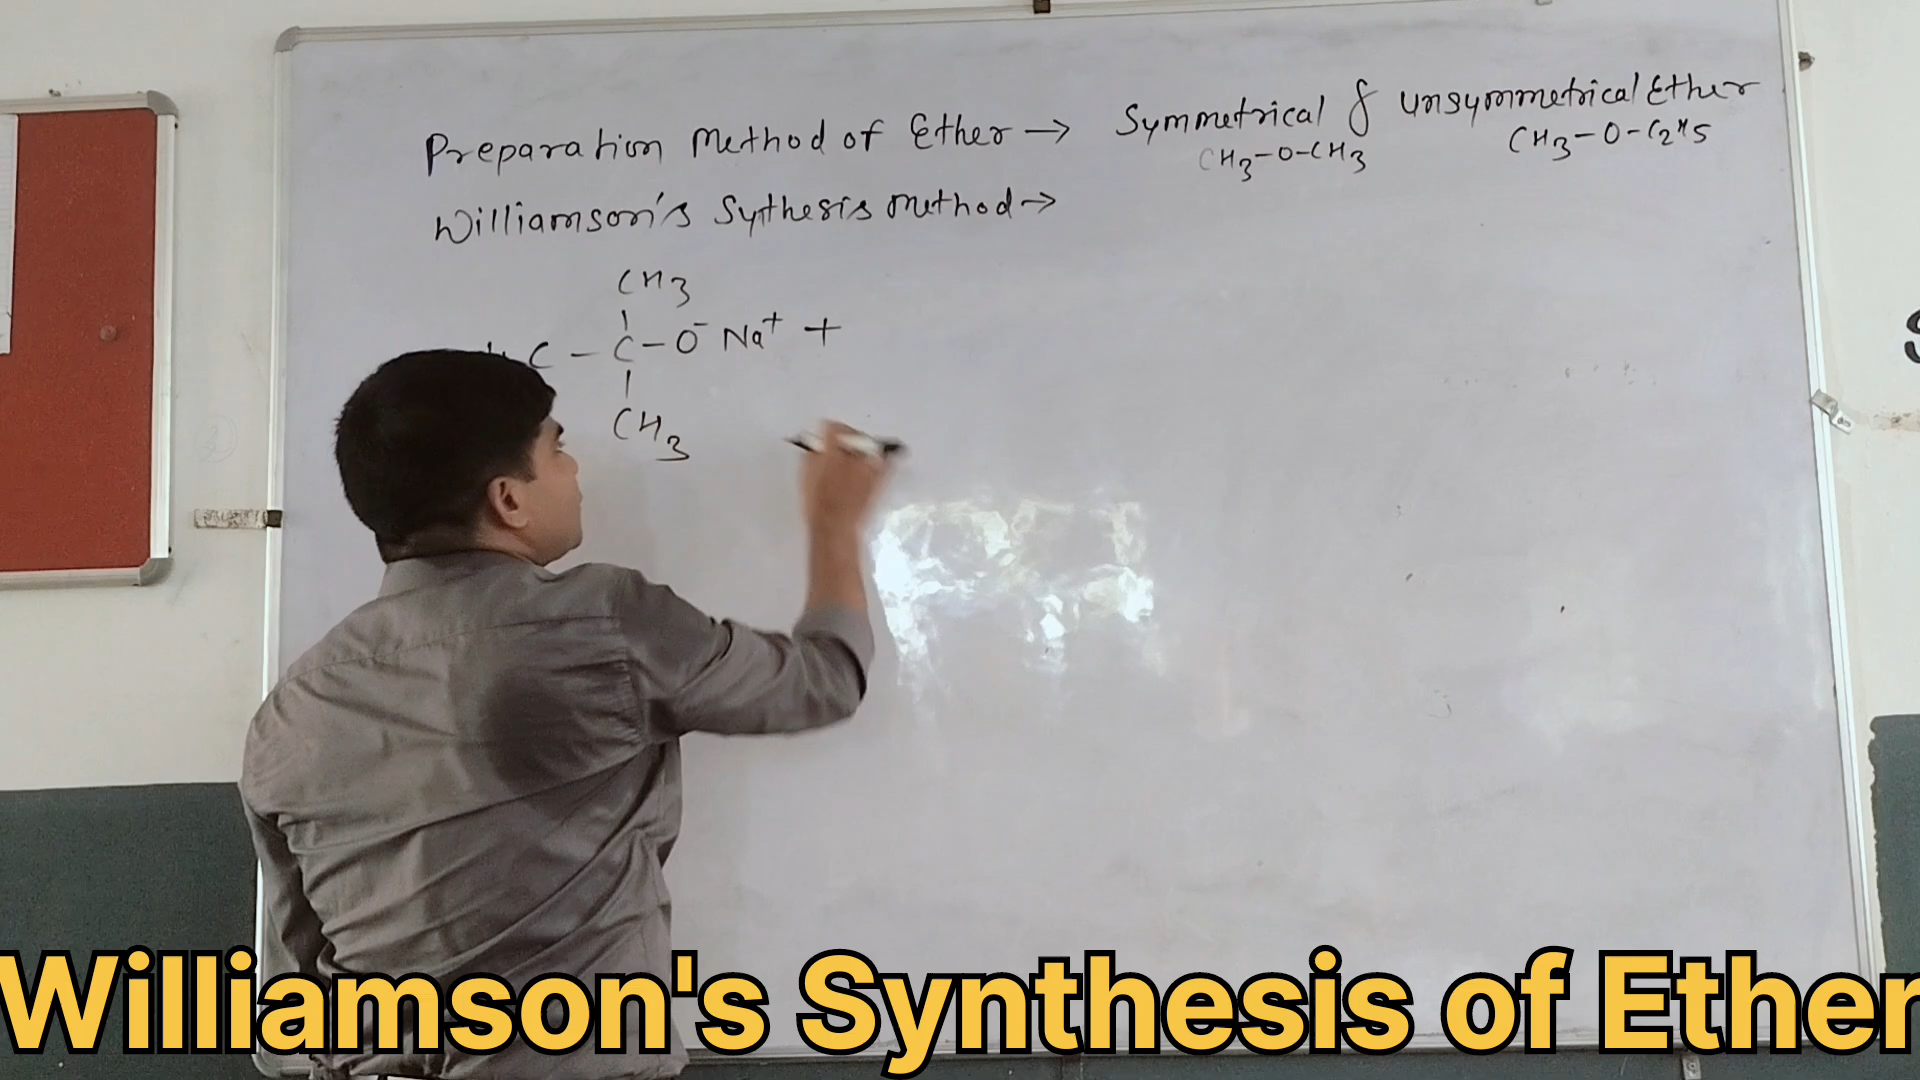 Preparation Method of Ether → Symmetrical & unsymmetrical Ether
CH3-O-CH3 CH3-O-C2H5
Williamson's Sythesis method →
CH3
C - C - O⁻ Na⁺ +
CH3
Williamson's Synthesis of Ether